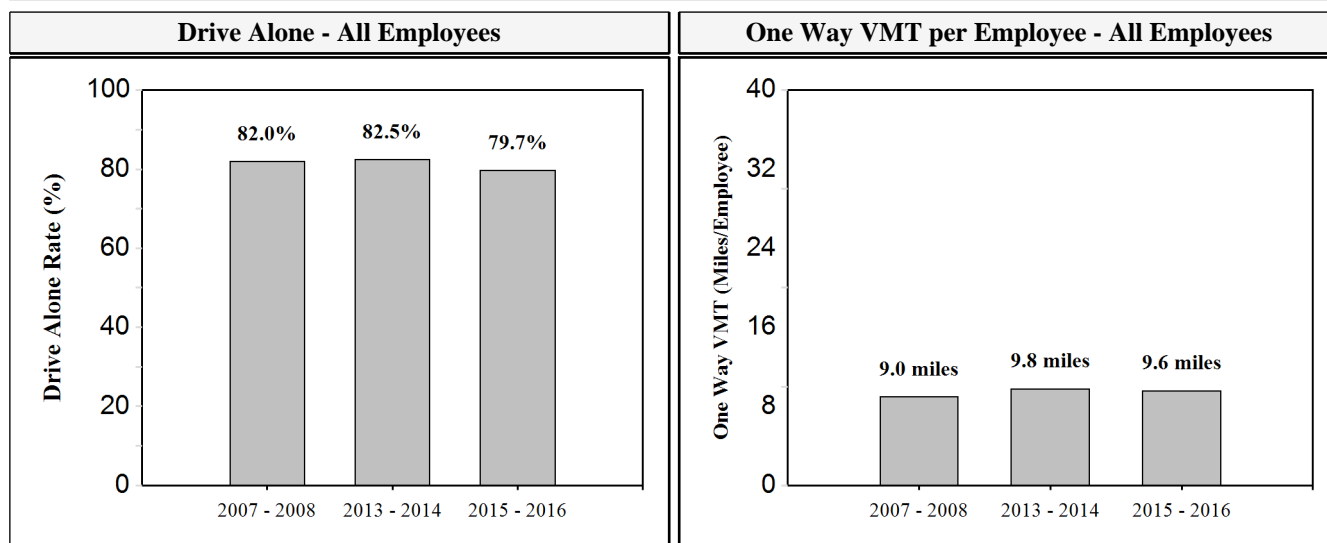 Drive Alone - All Employees
One Way VMT per Employee - All Employees
Drive Alone Rate (%)
100
80
60
40
20
0
82.0%
82.5%
79.7%
2007 - 2008
2013 - 2014
2015 - 2016
One Way VMT (Miles/Employee)
40
32
24
16
8
0
9.0 miles
9.8 miles
9.6 miles
2007 - 2008
2013 - 2014
2015 - 2016